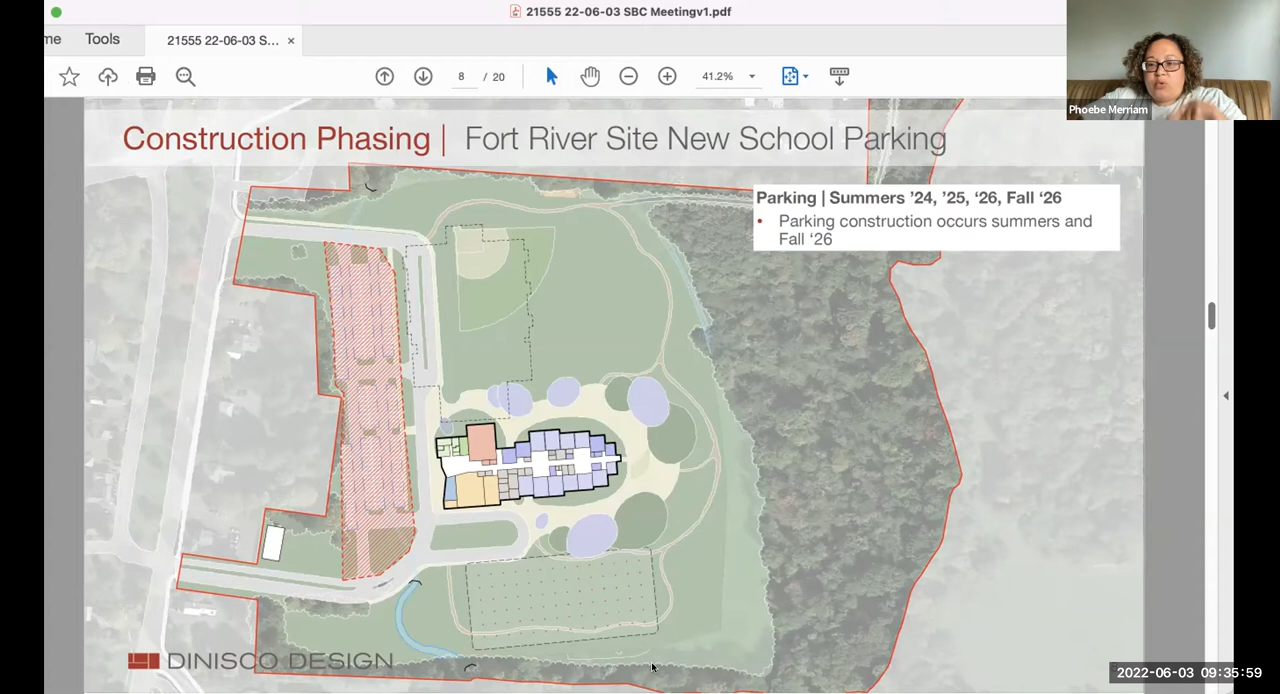 21555 22-06-03 SBC Meetingv1.pdf
me Tools 21555 22-06-03 S... ×
8 / 20 41.2%
Phoebe Merriam
Construction Phasing | Fort River Site New School Parking
Parking | Summers ’24, ’25, ‘26, Fall ‘26
• Parking construction occurs summers and
Fall ‘26
DINISCO DESIGN
2022-06-03 09:35:59